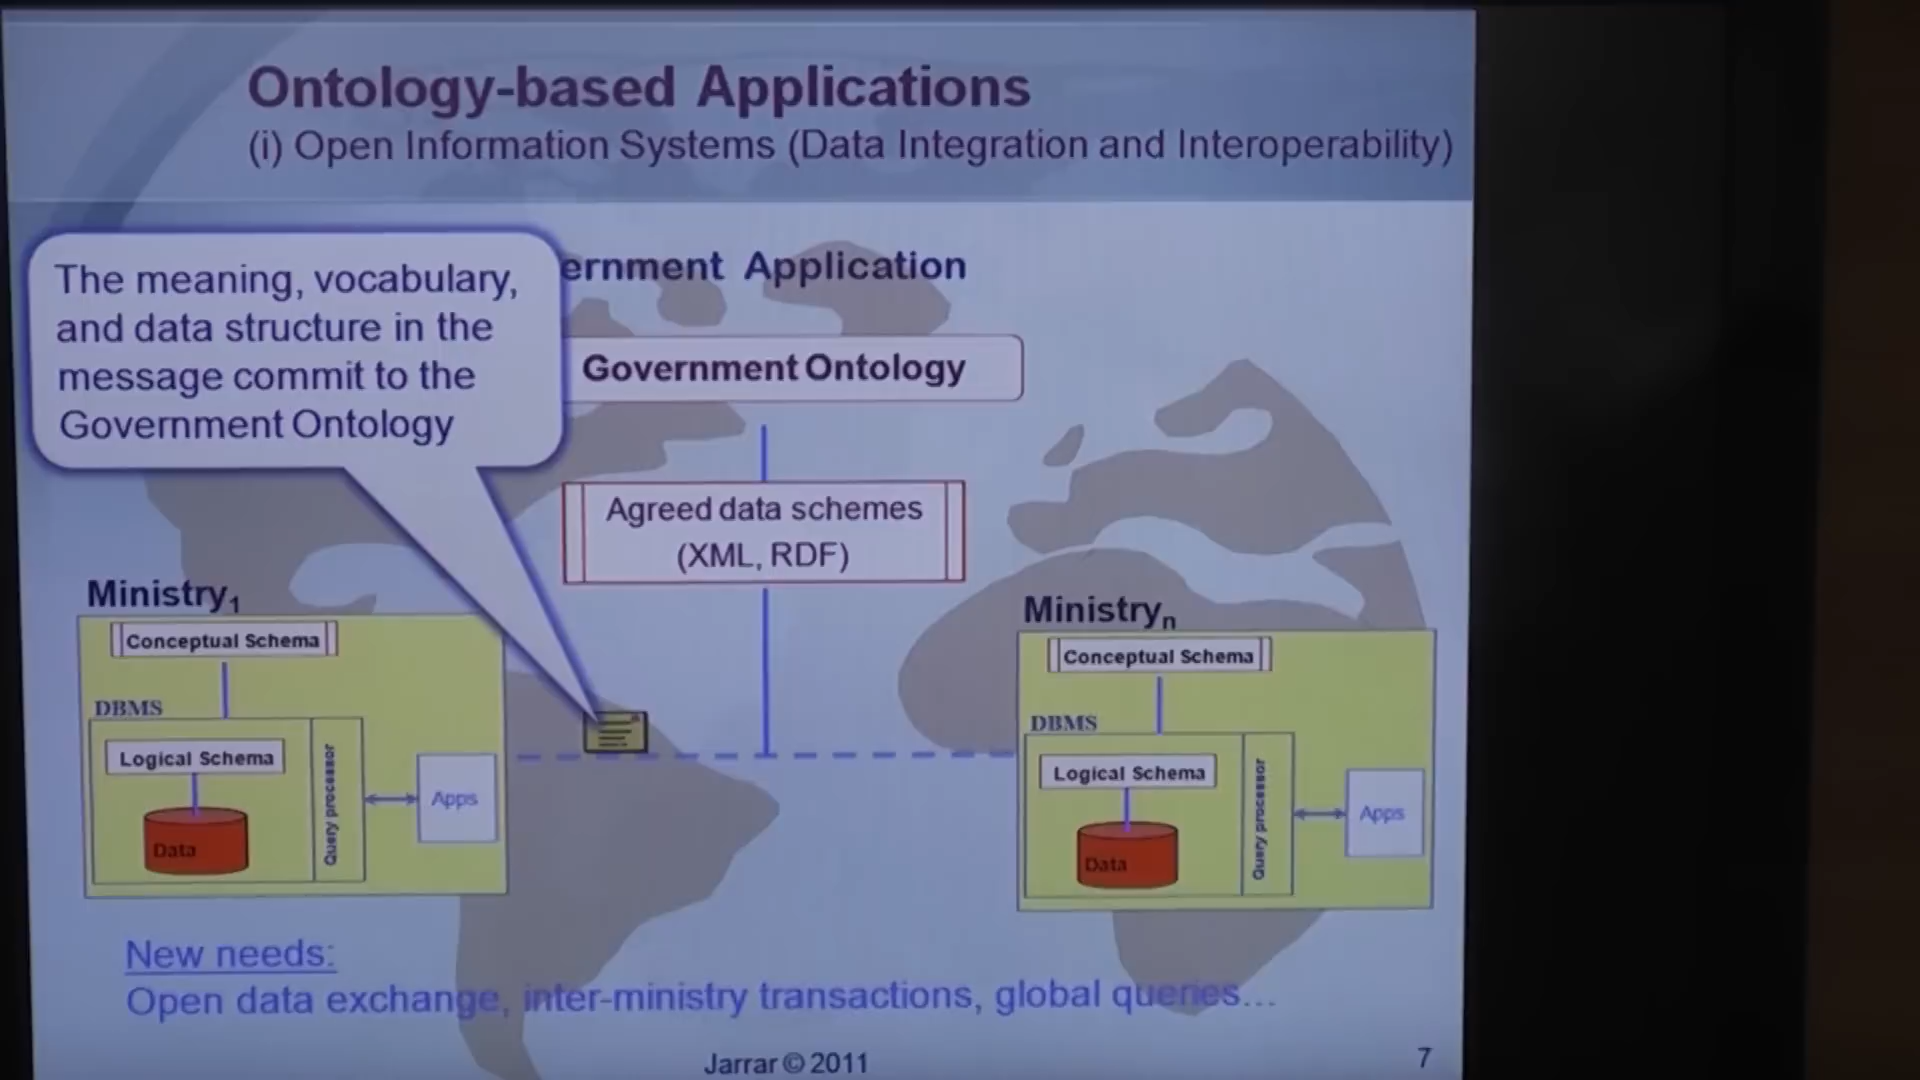 Ontology-based Applications
(i) Open Information Systems (Data Integration and Interoperability)
ernment Application
The meaning, vocabulary,
and data structure in the
message commit to the
Government Ontology
Government Ontology
Agreed data schemes
(XML, RDF)
Ministry1
Conceptual Schema
DBMS
Logical Schema
Data
Query processor
Apps
Ministryn
Conceptual Schema
DBMS
Logical Schema
Data
Query processor
Apps
New needs:
Open data exchange, inter-ministry transactions, global queries...
Jarrar © 2011
7